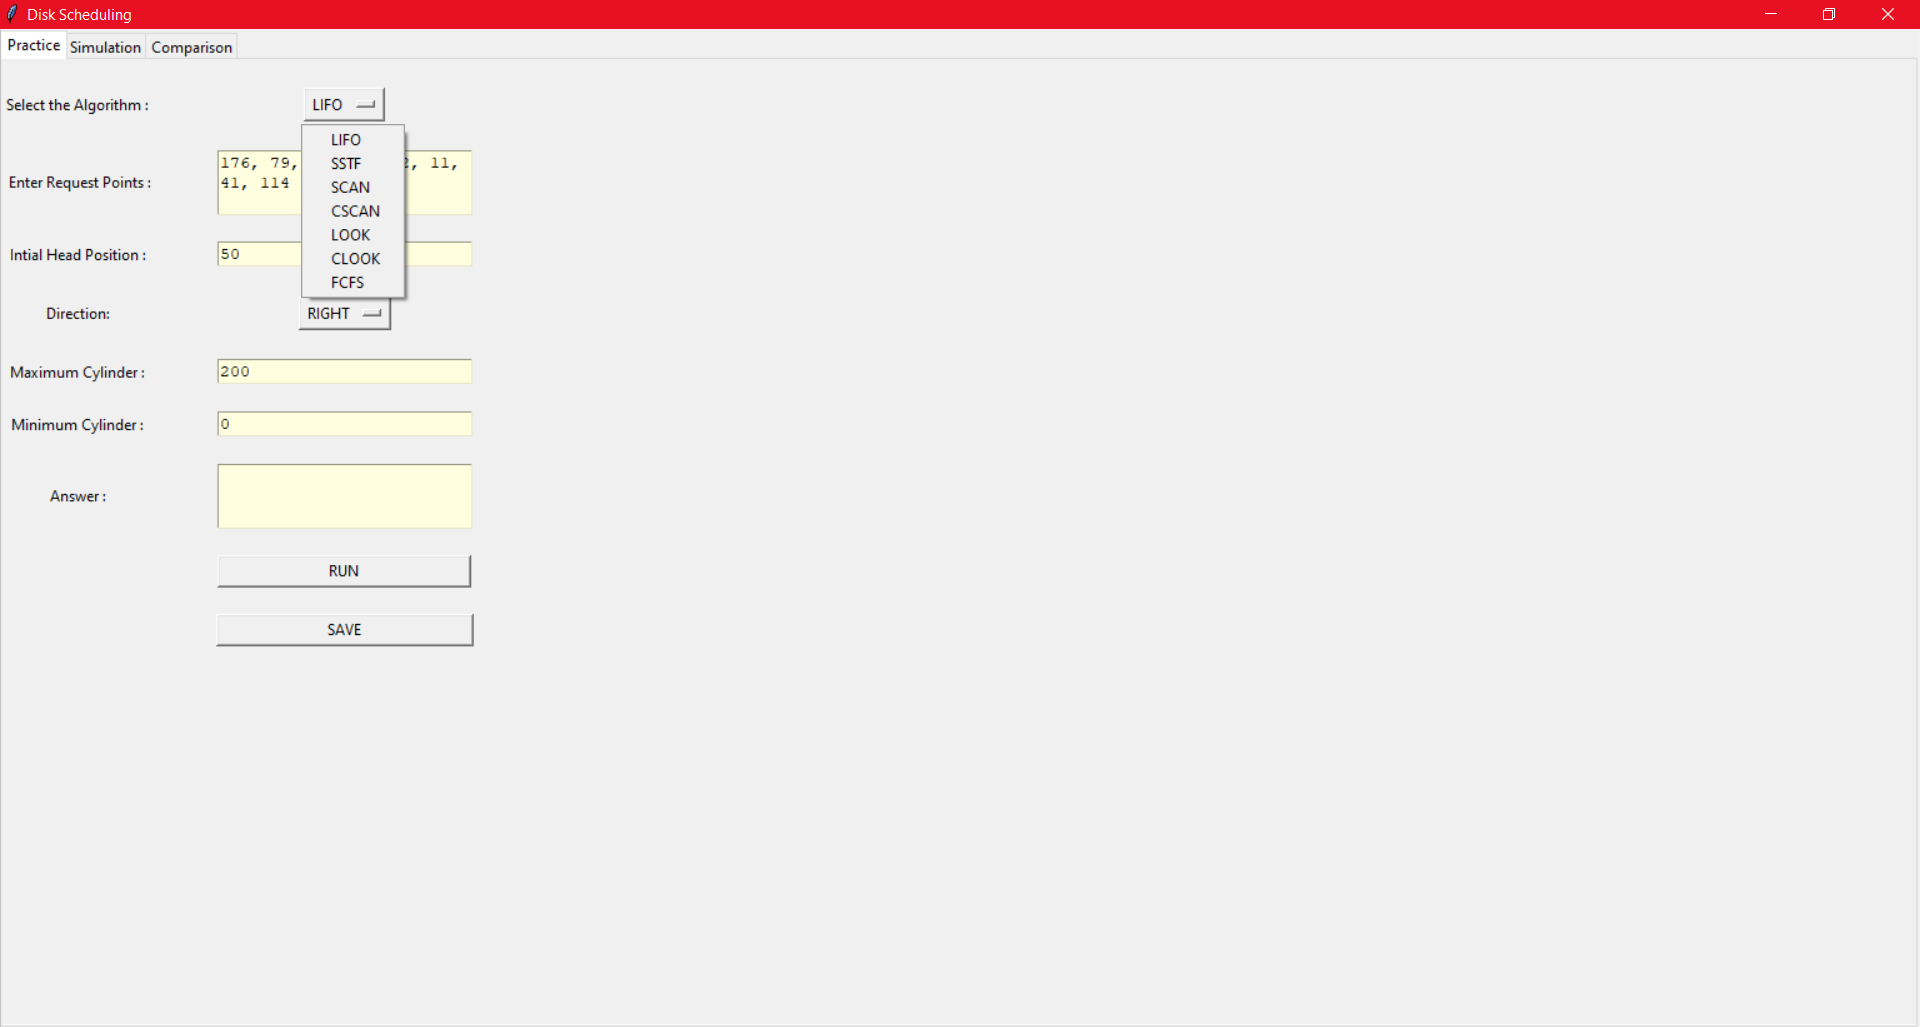 Disk Scheduling
Practice Simulation Comparison
Select the Algorithm : LIFO
LIFO
SSTF
SCAN
CSCAN
LOOK
CLOOK
FCFS
Enter Request Points : 176, 79, 11,
41, 114
Intial Head Position : 50
Direction: RIGHT
Maximum Cylinder : 200
Minimum Cylinder : 0
Answer :
RUN
SAVE